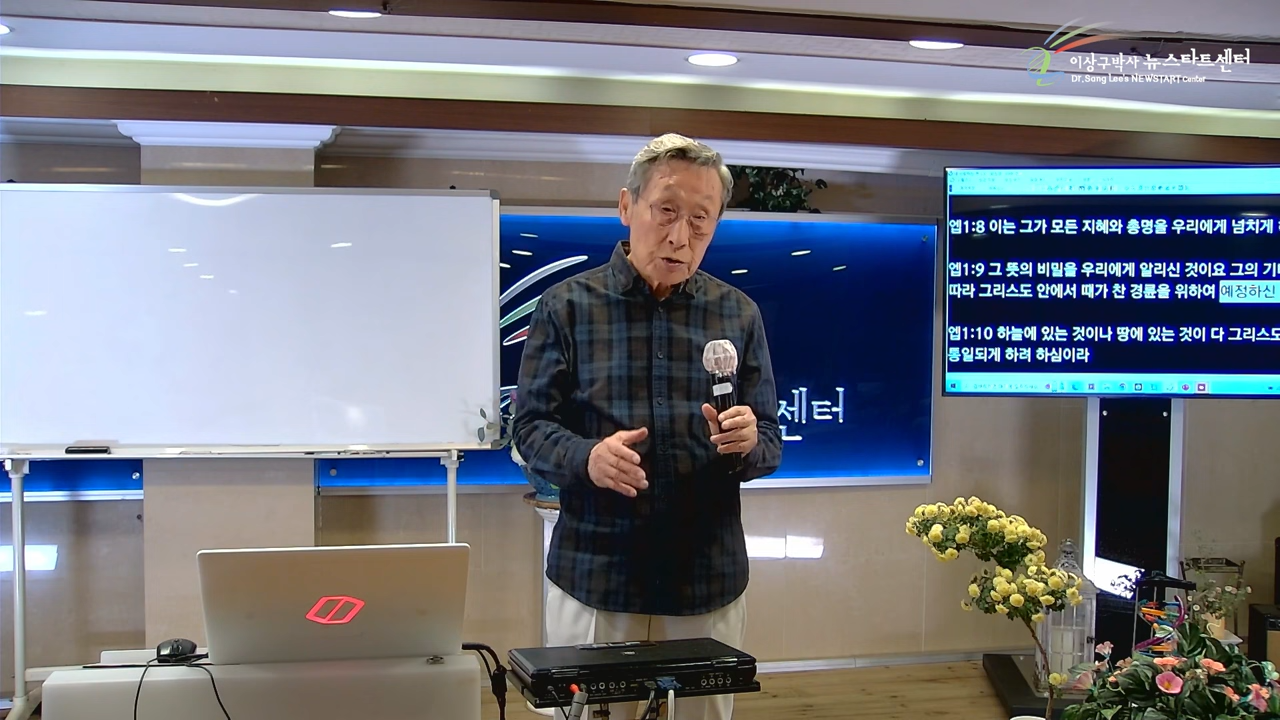 이상구박사 뉴스타트센터
Dr.Sang Lee's NEWSTART Center
엡1:8 이는 그가 모든 지혜와 총명을 우리에게 넘치게
엡1:9 그 뜻의 비밀을 우리에게 알리신 것이요 그의
따라 그리스도 안에서 때가 찬 경륜을 위하여 예정하신
엡1:10 하늘에 있는 것이나 땅에 있는 것이 다 그리스도
통일되게 하려 하심이라
센터